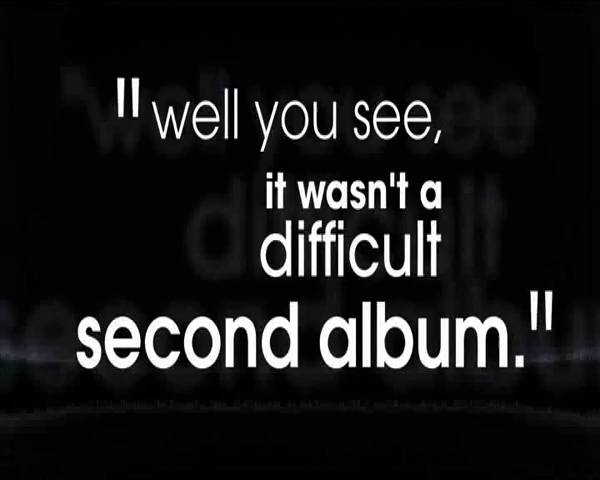 "well you see,
it wasn't a
difficult
second album."